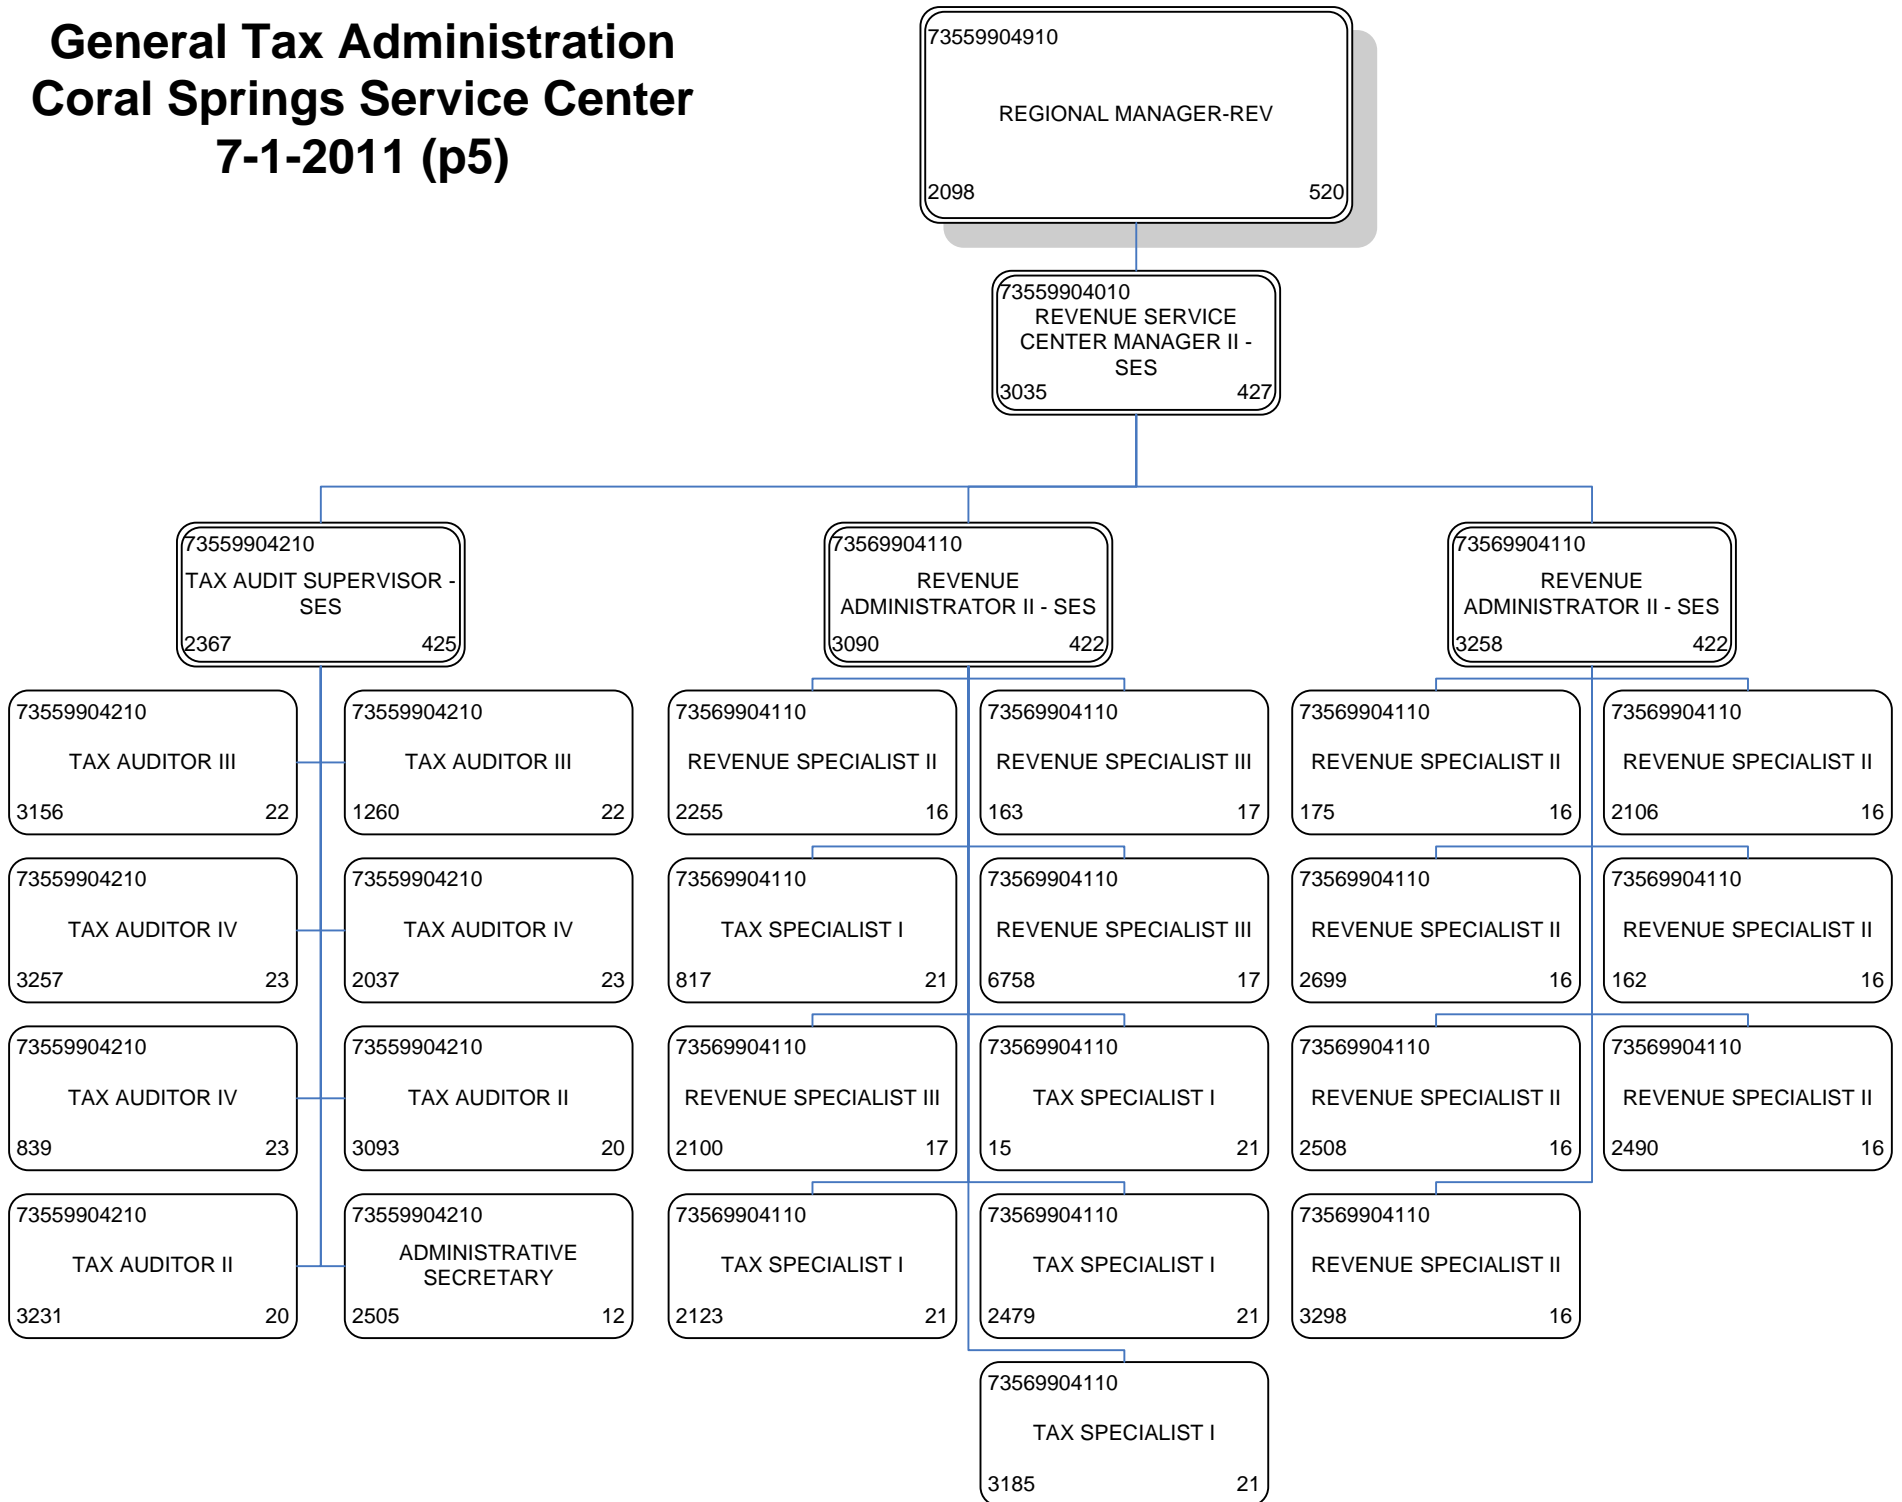 General Tax Administration
Coral Springs Service Center
7-1-2011 (p5)
73559904910
REGIONAL MANAGER-REV
2098 520
73559904010
REVENUE SERVICE
CENTER MANAGER II -
SES
3035 427
73559904210
TAX AUDIT SUPERVISOR -
SES
2367 425
73569904110
REVENUE
ADMINISTRATOR II - SES
3090 422
73569904110
REVENUE
ADMINISTRATOR II - SES
3258 422
73559904210
TAX AUDITOR III
3156 22
73559904210
TAX AUDITOR III
1260 22
73569904110
REVENUE SPECIALIST II
2255 16
73569904110
REVENUE SPECIALIST III
163 17
73569904110
REVENUE SPECIALIST II
175 16
73569904110
REVENUE SPECIALIST II
2106 16
73559904210
TAX AUDITOR IV
3257 23
73559904210
TAX AUDITOR IV
2037 23
73569904110
TAX SPECIALIST I
817 21
73569904110
REVENUE SPECIALIST III
6758 17
73569904110
REVENUE SPECIALIST II
2699 16
73569904110
REVENUE SPECIALIST II
162 16
73559904210
TAX AUDITOR IV
839 23
73559904210
TAX AUDITOR II
3093 20
73569904110
REVENUE SPECIALIST III
2100 17
73569904110
TAX SPECIALIST I
15 21
73569904110
REVENUE SPECIALIST II
2508 16
73569904110
REVENUE SPECIALIST II
2490 16
73559904210
TAX AUDITOR II
3231 20
73559904210
ADMINISTRATIVE
SECRETARY
2505 12
73569904110
TAX SPECIALIST I
2123 21
73569904110
TAX SPECIALIST I
2479 21
73569904110
REVENUE SPECIALIST II
3298 16
73569904110
TAX SPECIALIST I
3185 21